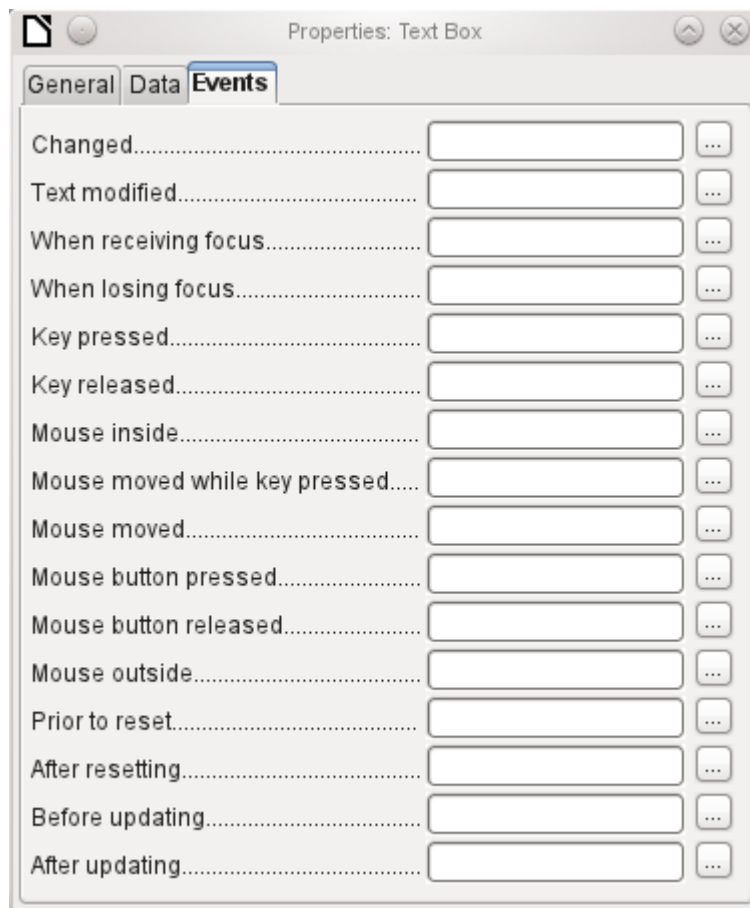 Properties: Text Box
General Data Events
Changed................................................ ...
Text modified........................................ ...
When receiving focus.......................... ...
When losing focus............................... ...
Key pressed.......................................... ...
Key released......................................... ...
Mouse inside........................................ ...
Mouse moved while key pressed..... ...
Mouse moved....................................... ...
Mouse button pressed........................ ...
Mouse button released....................... ...
Mouse outside...................................... ...
Prior to reset......................................... ...
After resetting........................................ ...
Before updating.................................... ...
After updating........................................ ...